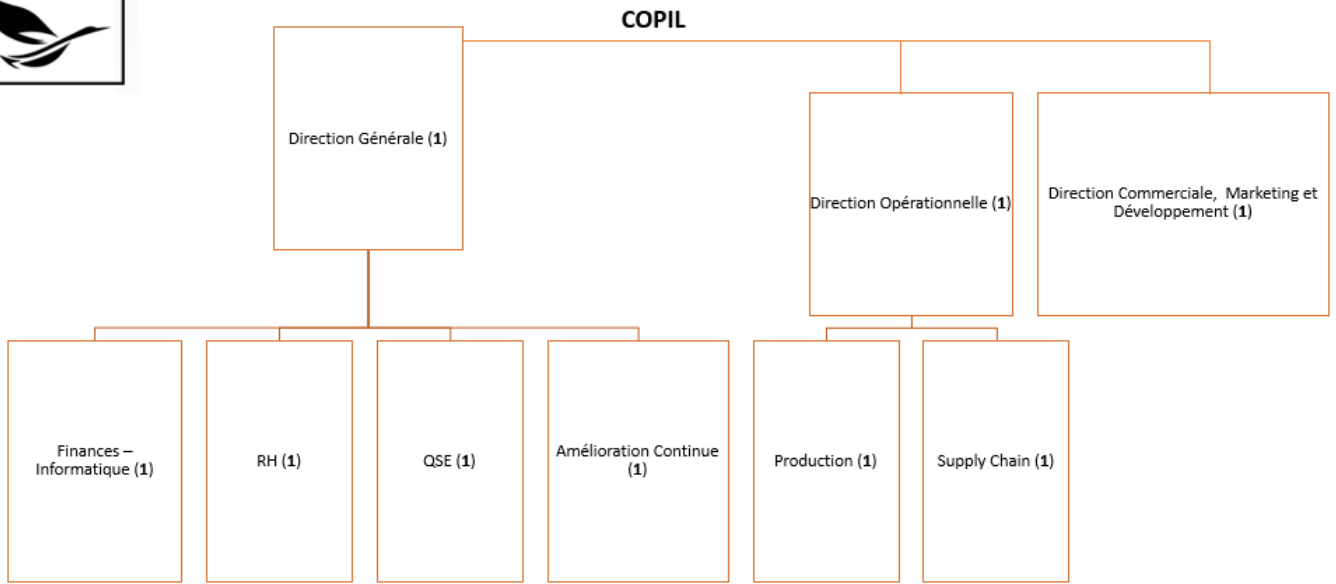 COPIL
Direction Générale (1)
Direction Opérationnelle (1)
Direction Commerciale,  Marketing et
Développement (1)
Finances –
Informatique (1)
RH (1)
QSE (1)
Amélioration Continue
(1)
Production (1)
Supply Chain (1)